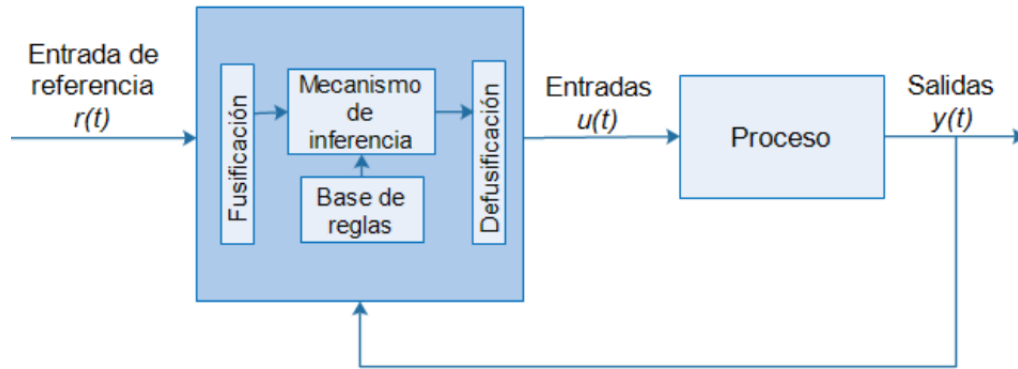 Entrada de
referencia
r(t)
Fusificación
Mecanismo
de
inferencia
Base de
reglas
Defusificación
Entradas
u(t)
Proceso
Salidas
y(t)